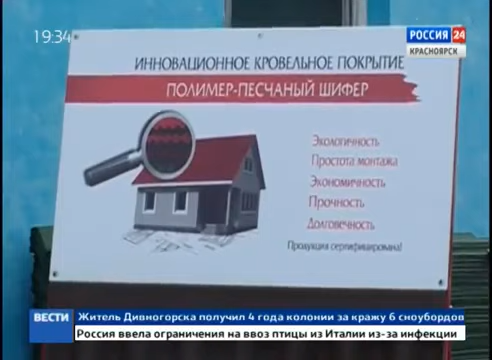 19:34
РОССИЯ 24
КРАСНОЯРСК
ИННОВАЦИОННОЕ КРОВЕЛЬНОЕ ПОКРЫТИЕ
ПОЛИМЕР-ПЕСЧАНЫЙ ШИФЕР
Экологичность
Простота монтажа
Экономичность
Прочность
Долговечность
Продукция сертифицирована!
ВЕСТИ
Житель Дивногорска получил 4 года колонии за кражу 6 сноубордов
Россия ввела ограничения на ввоз птицы из Италии из-за инфекции